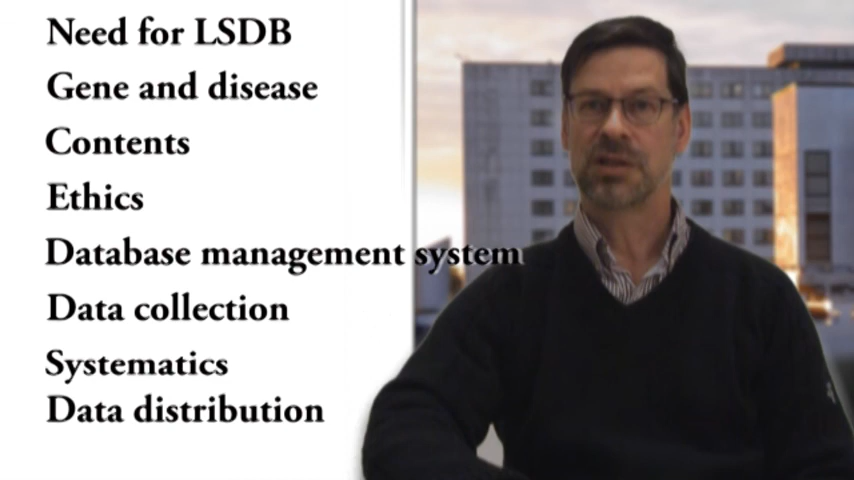 Need for LSDB
Gene and disease
Contents
Ethics
Database management system
Data collection
Systematics
Data distribution